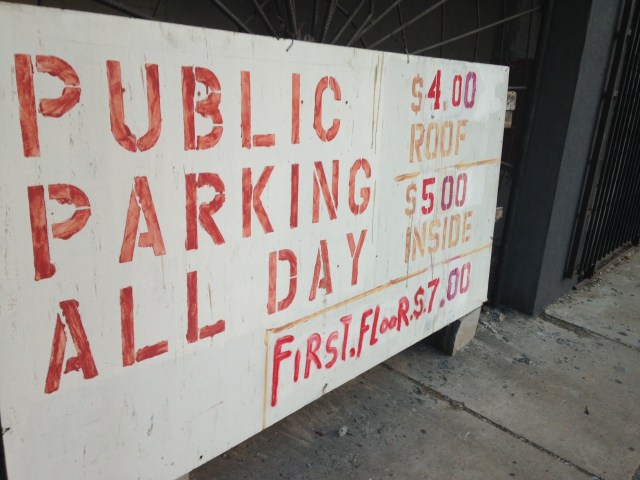 PUBLIC
PARKING
ALL DAY
$4.00
ROOF
$5 00
INSIDE
FIRST.FLooR.$.7.00